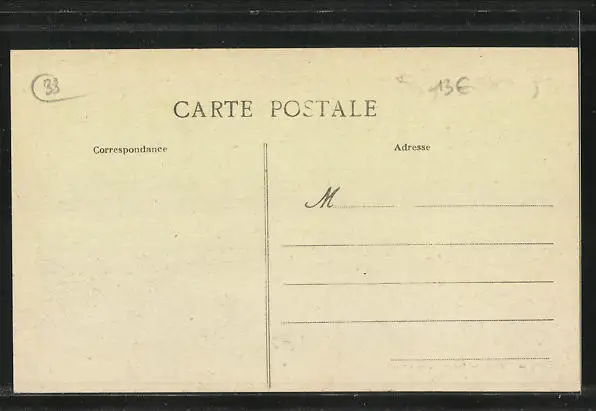 33
13€
CARTE POSTALE
Correspondance
Adresse
M